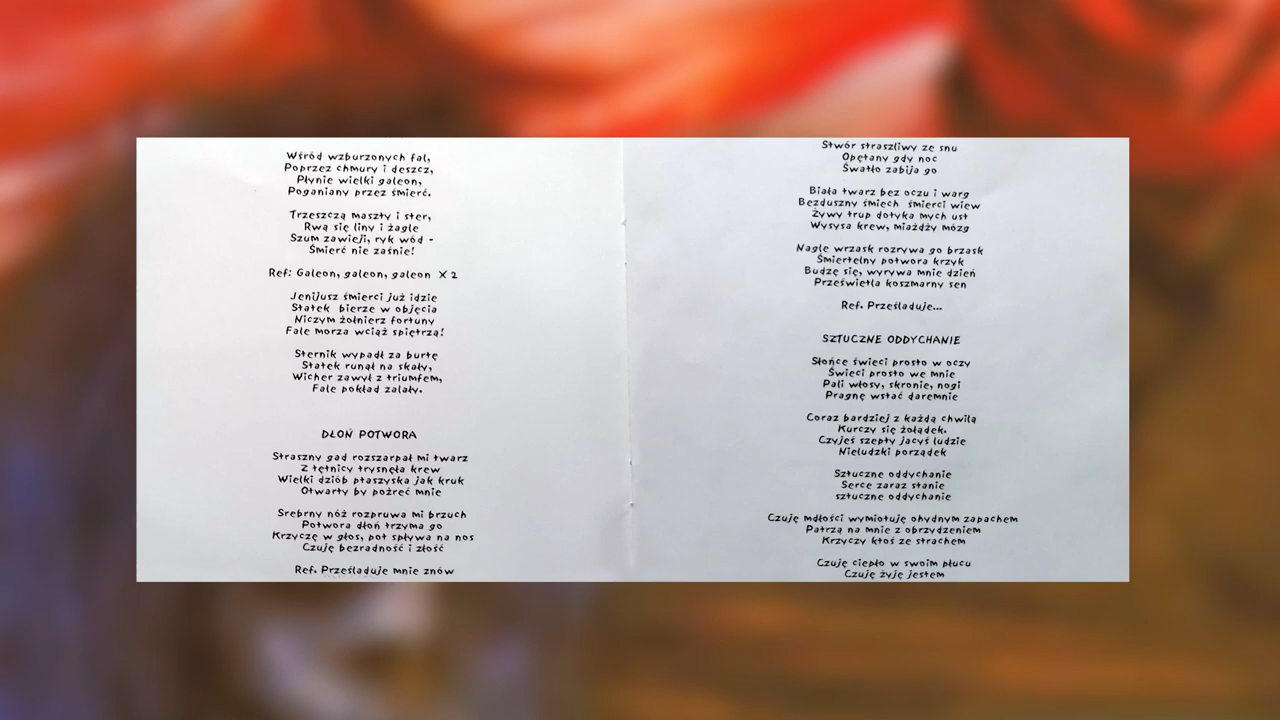 Wśród wzburzonych fal,
Poprzez chmury i deszcz,
Płynie wielki galeon,
Poganiany przez śmierć.
Trzeszczą maszty i ster,
Rwą się liny i żagle
Szum zawieji, ryk wód -
Śmierć nie zaśnie!
Ref: Galeon, galeon, galeon X 2
Jenijusz śmierci już idzie
Statek bierze w objęcia
Niczym żołnierz fortuny
Fale morza wciąż spiętrza!
Sternik wypadł za burtę
Statek runął na skały,
Wicher zawył z triumfem,
Fale pokład zalały.
DŁOŃ POTWORA
Straszny gad rozszarpał mi twarz
Z tętnicy trysnęła krew
Wielki dziób ptaszyska jak kruk
Otwarty by pożreć mnie
Srebrny nóż rozpruwa mi brzuch
Potwora dłoń trzyma go
Krzyczę w głos, pot spływa na nos
Czuję bezradność i złość
Ref. Prześladuje mnie znów
Stwór straszliwy ze snu
Opętany gdy noc
Śwatło zabija go
Biała twarz bez oczu i warg
Bezduszny śmiech śmierci wiew
Żywy trup dotyka mych ust
Wysysa krew, miażdży mózg
Nagle wrzask rozrywa go brzask
Śmiertelny potwora krzyk
Budzę się, wyrywa mnie dzień
Prześwietla koszmarny sen
Ref. Prześladuje...
SZTUCZNE ODDYCHANIE
Słońce świeci prosto w oczy
Świeci prosto we mnie
Pali włosy, skronie, nogi
Pragnę wstać daremnie
Coraz bardziej z każdą chwilą
Kurczy się żołądek.
Czyjeś szepty jacyś ludzie
Nieludzki porządek
Sztuczne oddychanie
Serce zaraz stanie
sztuczne oddychanie
Czuję mdłości wymiotuję ohydnym zapachem
Patrzą na mnie z obrzydzeniem
Krzyczy ktoś ze strachem
Czuję ciepło w swoim płucu
Czuję żyję jestem